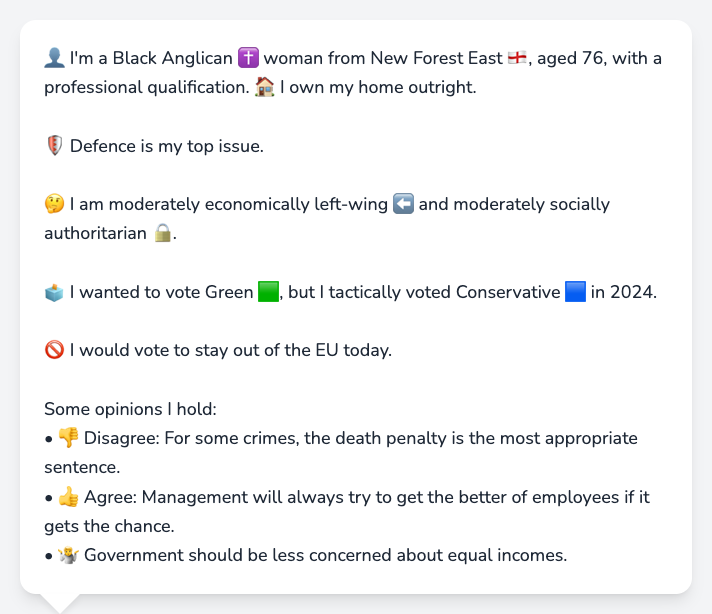 👤 I'm a Black Anglican ✝️ woman from New Forest East 🏴󠁧󠁢󠁥󠁮󠁧󠁿, aged 76, with a
professional qualification. 🏠 I own my home outright.
🛡️ Defence is my top issue.
🤔 I am moderately economically left-wing ⬅️ and moderately socially
authoritarian 🔒.
🗳️ I wanted to vote Green 🟩, but I tactically voted Conservative 🟦 in 2024.
🚫 I would vote to stay out of the EU today.
Some opinions I hold:
• 👎 Disagree: For some crimes, the death penalty is the most appropriate
sentence.
• 👍 Agree: Management will always try to get the better of employees if it
gets the chance.
• 🤷 Government should be less concerned about equal incomes.